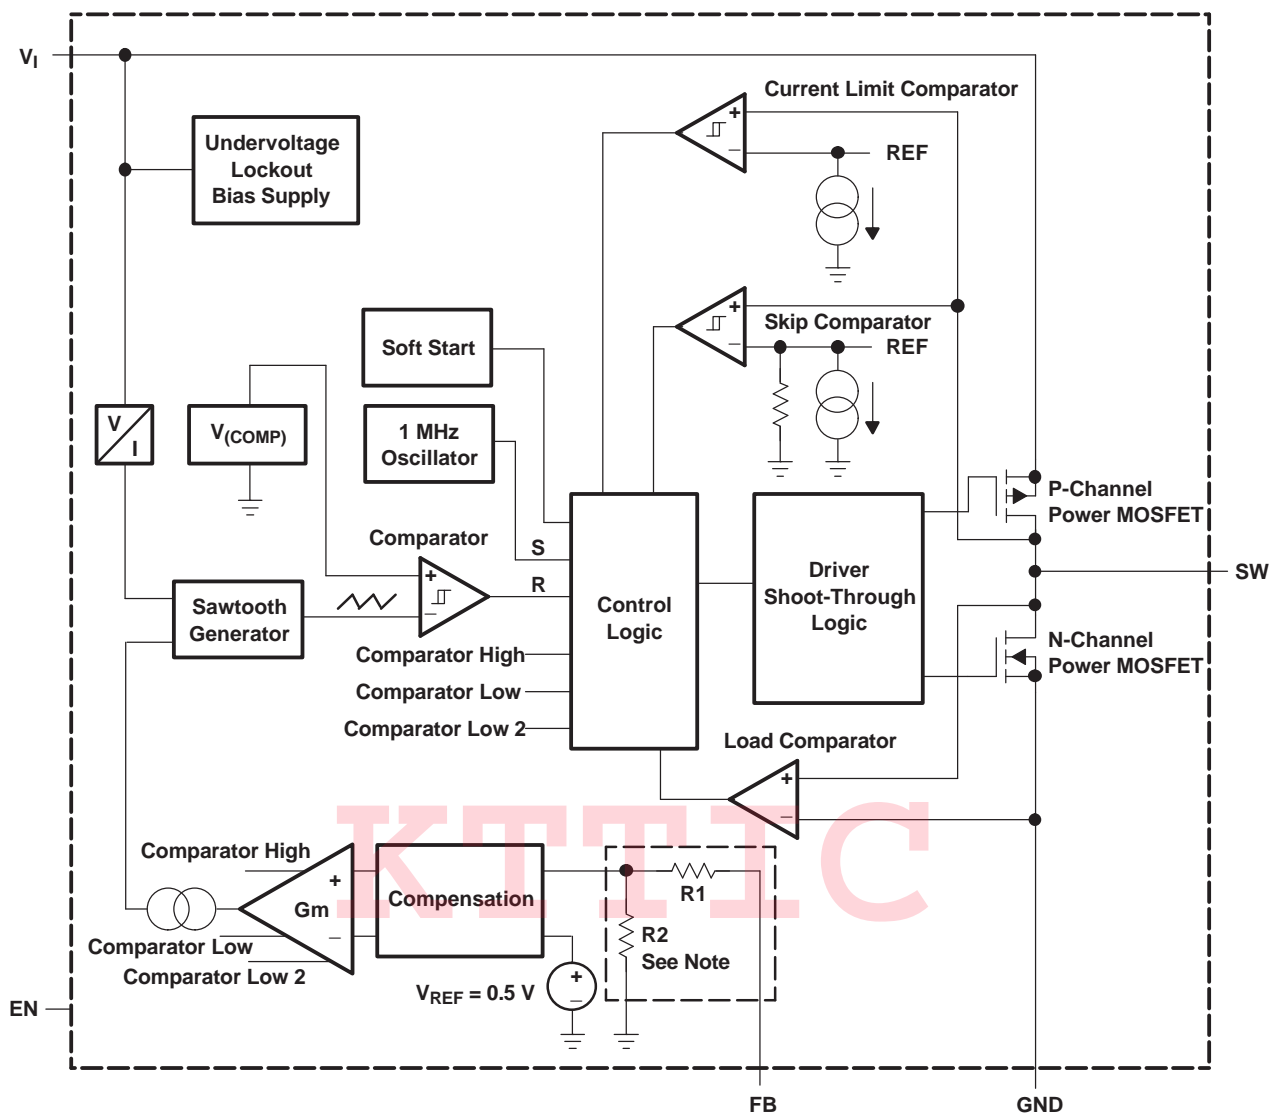 Current Limit Comparator
V_I
+
_
REF
Undervoltage
Lockout
Bias Supply
+
Skip Comparator
_
REF
Soft Start
V
I
V(COMP)
1 MHz
Oscillator
P-Channel
Power MOSFET
Comparator
S
+
_
R
SW
Driver
Shoot-Through
Logic
Control
Logic
Sawtooth
Generator
N-Channel
Power MOSFET
Comparator High
Comparator Low
Comparator Low 2
Load Comparator
+
_
KTTIC
Comparator High
+
Gm
_
Compensation
R1
R2
See Note
Comparator Low
Comparator Low 2
VREF = 0.5 V
+
_
EN
FB
GND